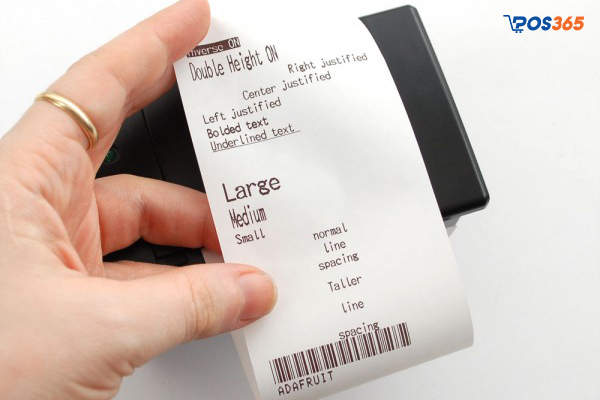 POS365
Inverse ON
Double Height ON
Right justified
Center justified
Left justified
Bolded text
Underlined text
Large
Medium
Small
normal
line
spacing
Taller
line
spacing
ADAFRUIT